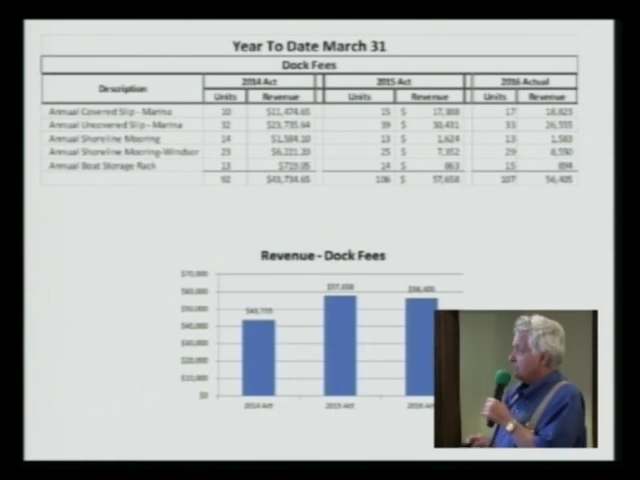 Year To Date March 31
Dock Fees
Description 2014 Act 2015 Act 2016 Actual
Units Revenue Units Revenue Units Revenue
Annual Covered Slip - Marina 10 $11,474.65 15 $ 17,388 17 18,823
Annual Uncovered Slip - Marina 32 $23,735.64 39 $ 30,431 33 26,555
Annual Shoreline Mooring 14 $1,584.10 13 $ 1,624 13 1,583
Annual Shoreline Mooring-Windsor 23 $6,221.20 25 $ 7,352 29 8,550
Annual Boat Storage Rack 13 $719.05 14 $ 863 15 894
92 $43,734.65 106 $ 57,658 107 56,405
Revenue - Dock Fees
$70,000
$60,000
$50,000
$40,000
$30,000
$20,000
$10,000
$0
$43,735
$57,658
$56,405
2014 Act 2015 Act 2016